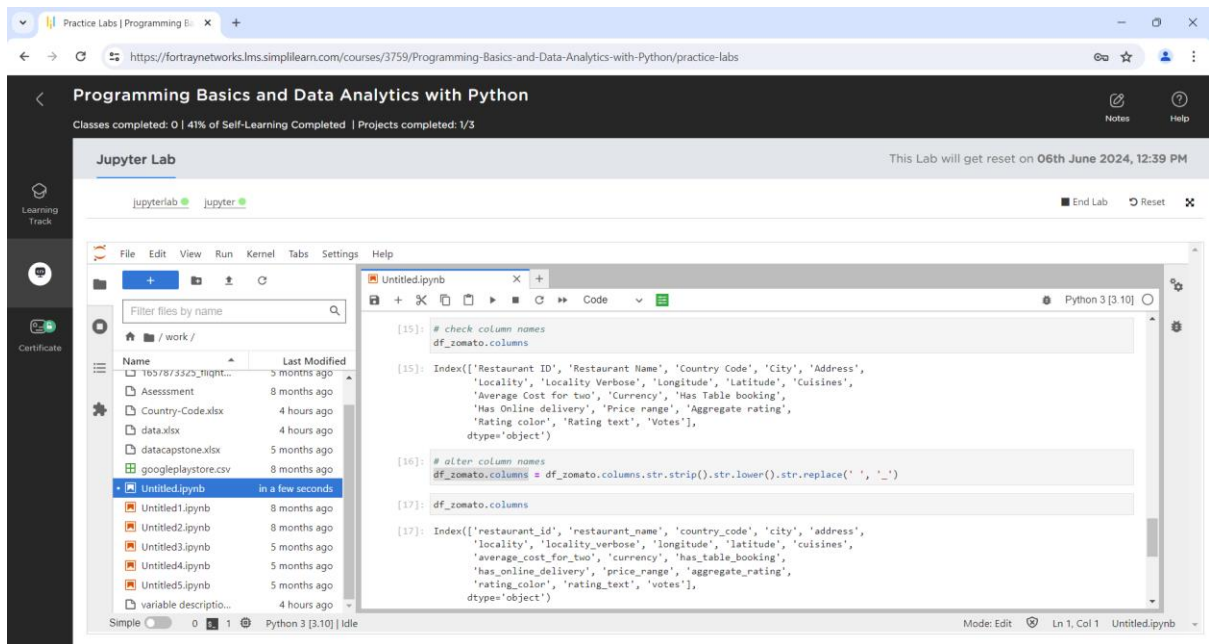 Practice Labs | Programming Ba
https://fortraynetworks.lms.simplilearn.com/courses/3759/Programming-Basics-and-Data-Analytics-with-Python/practice-labs
Programming Basics and Data Analytics with Python
Classes completed: 0 | 41% of Self-Learning Completed | Projects completed: 1/3
Notes
Help
Jupyter Lab
This Lab will get reset on 06th June 2024, 12:39 PM
Learning
Track
Certificate
jupyterlab jupyter
End Lab Reset
File Edit View Run Kernel Tabs Settings Help
Filter files by name
/ work /
Name Last Modified
5 months ago
Asesssment 8 months ago
Country-Code.xlsx 4 hours ago
data.xlsx 4 hours ago
datacapstone.xlsx 5 months ago
googleplaystore.csv 8 months ago
Untitled.ipynb in a few seconds
Untitled1.ipynb 8 months ago
Untitled2.ipynb 8 months ago
Untitled3.ipynb 5 months ago
Untitled4.ipynb 5 months ago
Untitled5.ipynb 5 months ago
variable descriptio... 4 hours ago
Untitled.ipynb
Code
Python 3 [3.10]
[15]: # check column names
df_zomato.columns
[15]: Index(['Restaurant ID', 'Restaurant Name', 'Country Code', 'City', 'Address',
'Locality', 'Locality Verbose', 'Longitude', 'Latitude', 'Cuisines',
'Average Cost for two', 'Currency', 'Has Table booking',
'Has Online delivery', 'Price range', 'Aggregate rating',
'Rating color', 'Rating text', 'Votes'],
dtype='object')
[16]: # alter column names
df_zomato.columns = df_zomato.columns.str.strip().str.lower().str.replace(' ', '_')
[17]: df_zomato.columns
[17]: Index(['restaurant_id', 'restaurant_name', 'country_code', 'city', 'address',
'locality', 'locality_verbose', 'longitude', 'latitude', 'cuisines',
'average_cost_for_two', 'currency', 'has_table_booking',
'has_online_delivery', 'price_range', 'aggregate_rating',
'rating_color', 'rating_text', 'votes'],
dtype='object')
Simple 0 1 Python 3 [3.10] | Idle
Mode: Edit Ln 1, Col 1 Untitled.ipynb